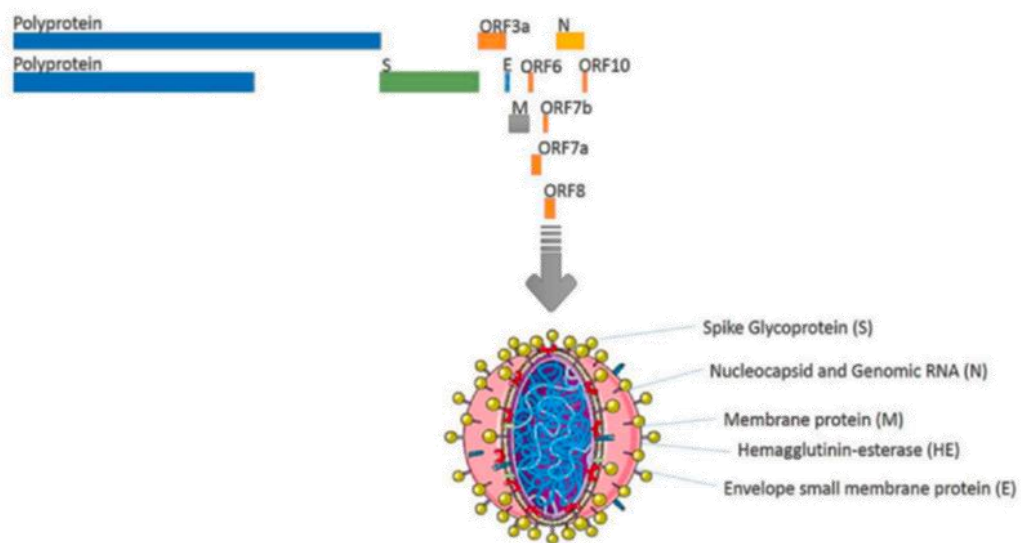 Polyprotein
ORF3a
N
Polyprotein
S
E
ORF6
ORF10
M
ORF7b
ORF7a
ORF8
Spike Glycoprotein (S)
Nucleocapsid and Genomic RNA (N)
Membrane protein (M)
Hemagglutinin-esterase (HE)
Envelope small membrane protein (E)